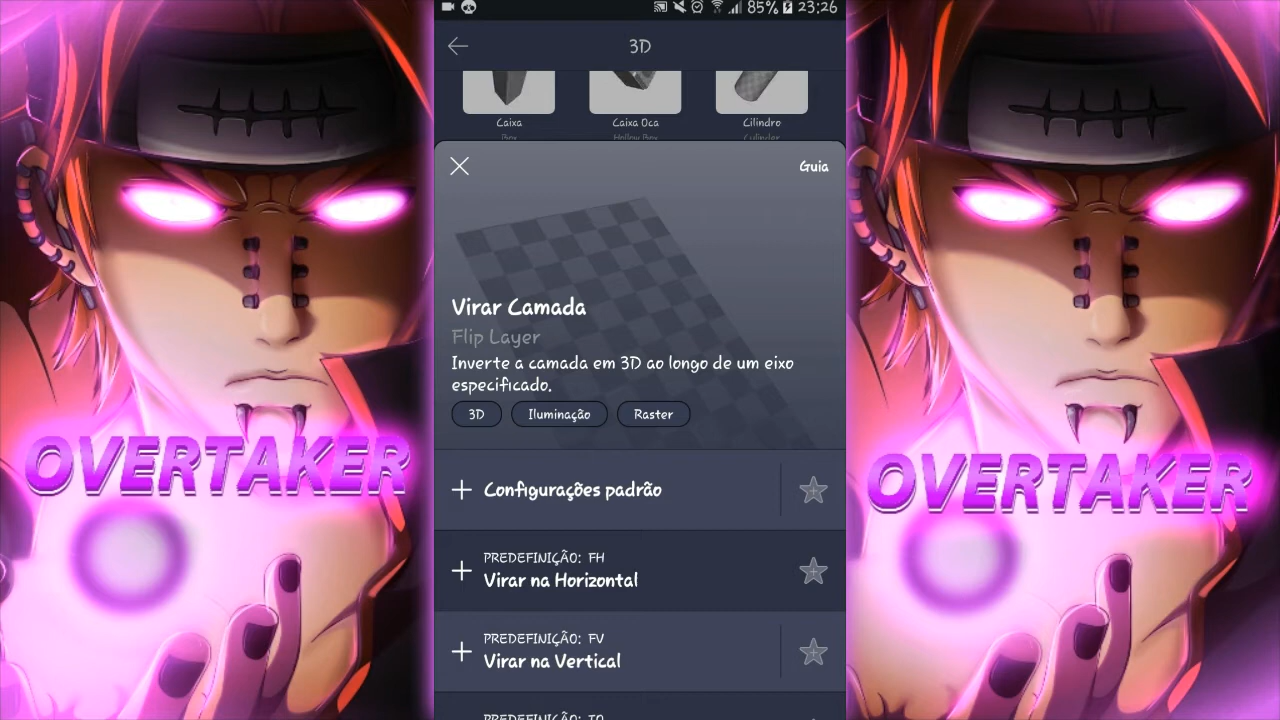 85% 23:26
3D
Caixa
Caixa Oca
Cilindro
Box
Hollow Box
Cylinder
Guia
Virar Camada
Flip Layer
Inverte a camada em 3D ao longo de um eixo
especificado.
3D
Iluminação
Raster
Configurações padrão
PREDEFINIÇÃO: FH
Virar na Horizontal
PREDEFINIÇÃO: FV
Virar na Vertical
OVERTAKER
OVERTAKER